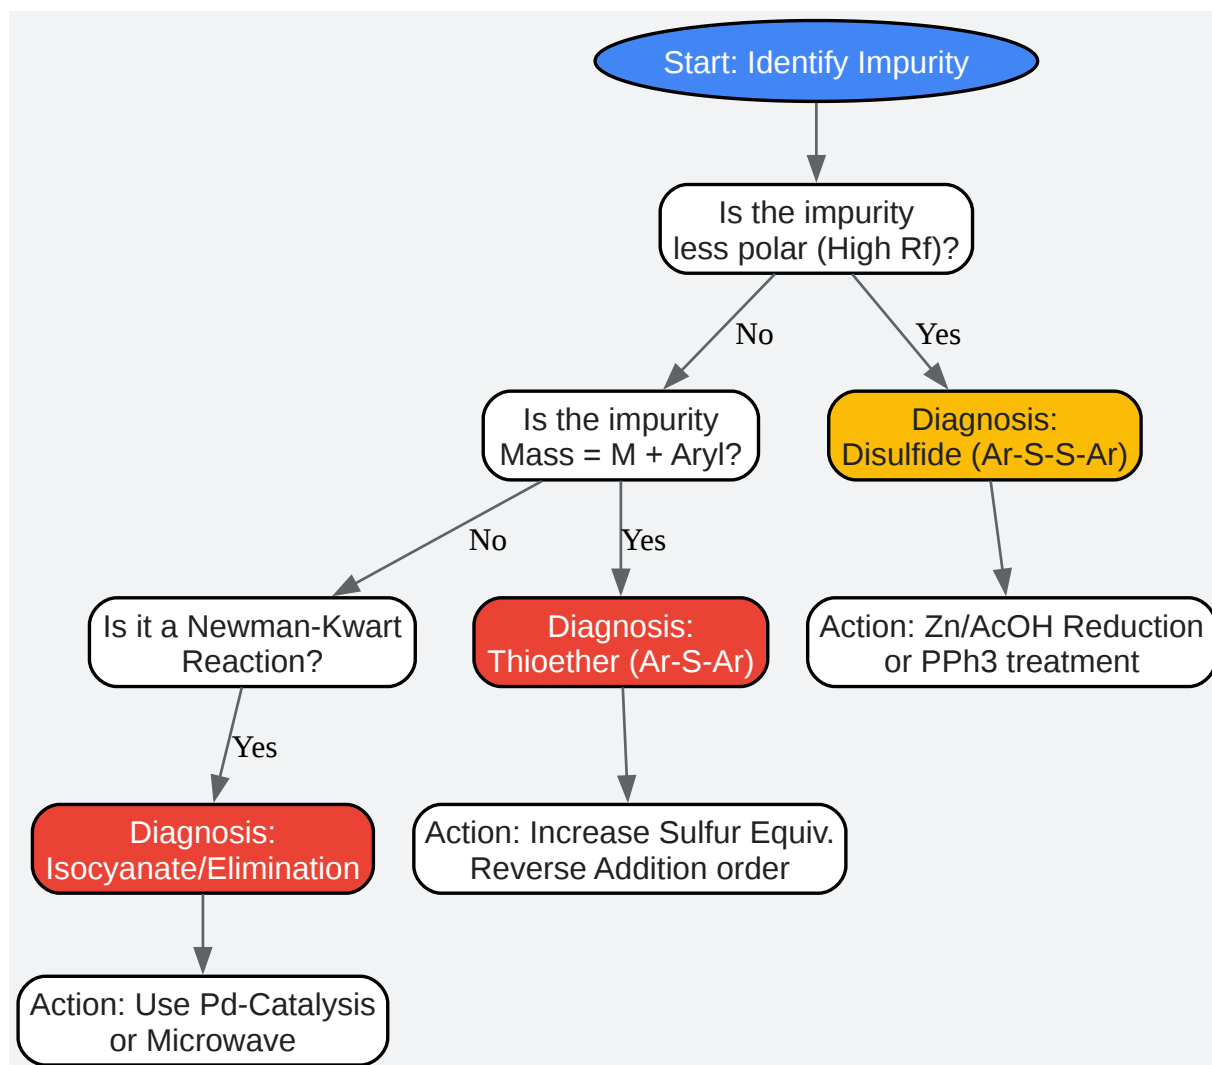 Start: Identify Impurity
Is the impurity
less polar (High Rf)?
No
Yes
Is the impurity
Mass = M + Aryl?
Diagnosis:
Disulfide (Ar-S-S-Ar)
No
Yes
Is it a Newman-Kwart
Reaction?
Diagnosis:
Thioether (Ar-S-Ar)
Action: Zn/AcOH Reduction
or PPh3 treatment
Yes
Diagnosis:
Isocyanate/Elimination
Action: Increase Sulfur Equiv.
Reverse Addition order
Action: Use Pd-Catalysis
or Microwave